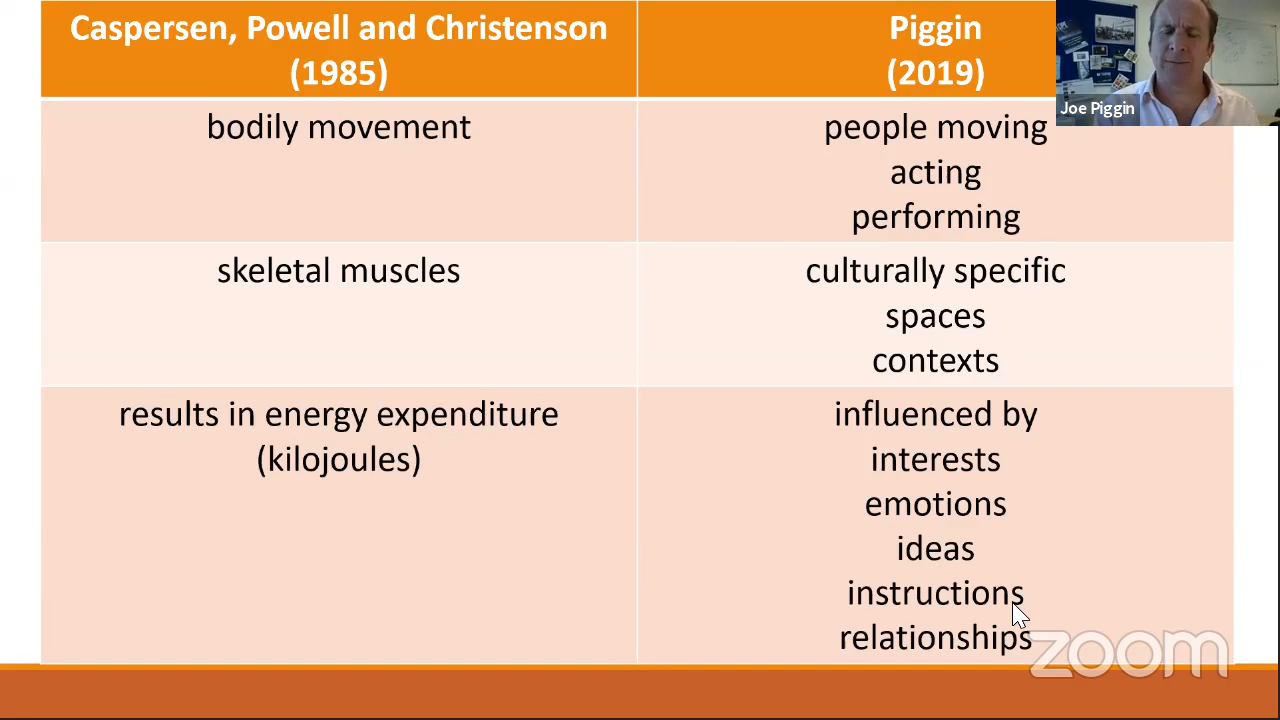 Caspersen, Powell and Christenson
(1985)
Piggin
(2019)
Joe Piggin
bodily movement
people moving
acting
performing
skeletal muscles
culturally specific
spaces
contexts
results in energy expenditure
(kilojoules)
influenced by
interests
emotions
ideas
instructions
relationships
zoom